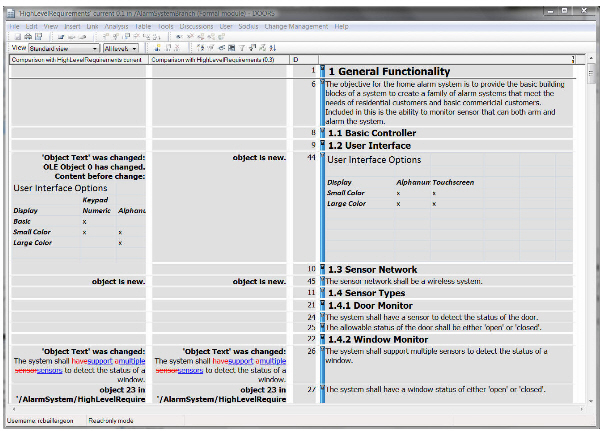 'HighLevelRequirements' current 0.1 in /AlarmSystemBranch (Formal module) - DOORS
File Edit View Insert Link Analysis Table Tools Discussions User Sodius Change Management Help
View Standard view All levels
Comparison with HighLevelRequirements current Comparison with HighLevelRequirements (0.3) ID
1 1 General Functionality
6 The objective for the home alarm system is to provide the basic building
blocks of a system to create a family of alarm systems that meet the
needs of residential customers and basic commericial customers.
Included in this is the ability to monitor sensor that can both arm and
alarm the system.
8 1.1 Basic Controller
9 1.2 User Interface
'Object Text' was changed: object is new. 44 User Interface Options
OLE Object 0 has changed.
Content before change:
User Interface Options
Keypad
Display Numeric Alphanu
Basic x
Small Color x x
Large Color x
Display Alphanum Touchscreen
Small Color x x
Large Color x x
10 1.3 Sensor Network
object is new. object is new. 45 The sensor network shall be a wireless system.
11 1.4 Sensor Types
21 1.4.1 Door Monitor
24 The system shall have a sensor to detect the status of the door.
25 The allowable status of the door shall be either 'open' or 'closed'.
22 1.4.2 Window Monitor
'Object Text' was changed: 'Object Text' was changed: 26 The system shall support multiple sensors to detect the status of a
The system shall havesupport amultiple The system shall havesupport amultiple window.
sensorsensors to detect the status of a sensorsensors to detect the status of a
window. window.
object 23 in object 23 in 27 The system shall have a window status of either 'open' or 'closed'.
'/AlarmSystem/HighLevelRequire '/AlarmSystem/HighLevelRequire
Username: rcbaillargeon Read-only mode